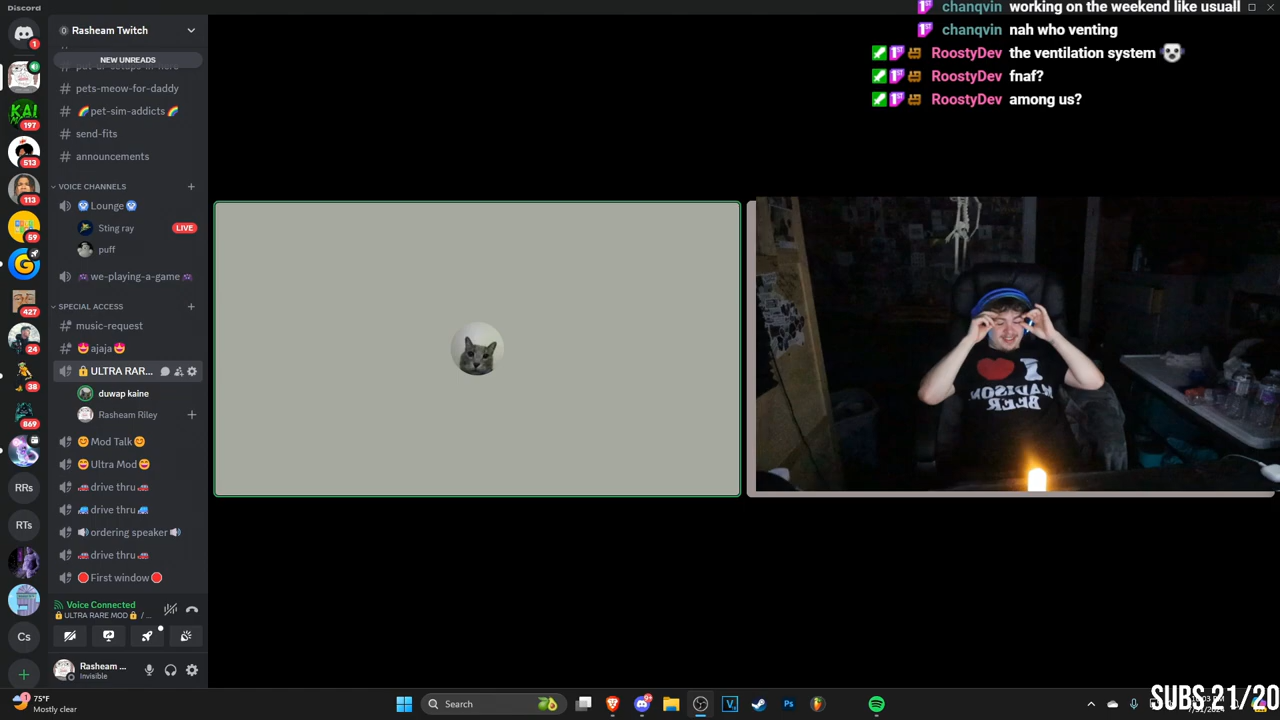 Discord
Rasheam Twitch
NEW UNREADS
pets-meow-for-daddy
pet-sim-addicts
send-fits
announcements
VOICE CHANNELS
Lounge
Sting ray LIVE
puff
we-playing-a-game
SPECIAL ACCESS
music-request
ajaja
ULTRA RAR...
duwap kaine
Rasheam Riley
Mod Talk
Ultra Mod
drive thru
drive thru
ordering speaker
drive thru
First window
Voice Connected
ULTRA RARE MOD / ...
Rasheam ...
Invisible
1
197
513
113
59
427
24
38
869
RRs
RTs
Cs
chanqvin working on the weekend like usuall
chanqvin nah who venting
RoostyDev the ventilation system
RoostyDev fnaf?
RoostyDev among us?
I
MADISON
BEER
75°F
Mostly clear
Search
SUBS 21/20